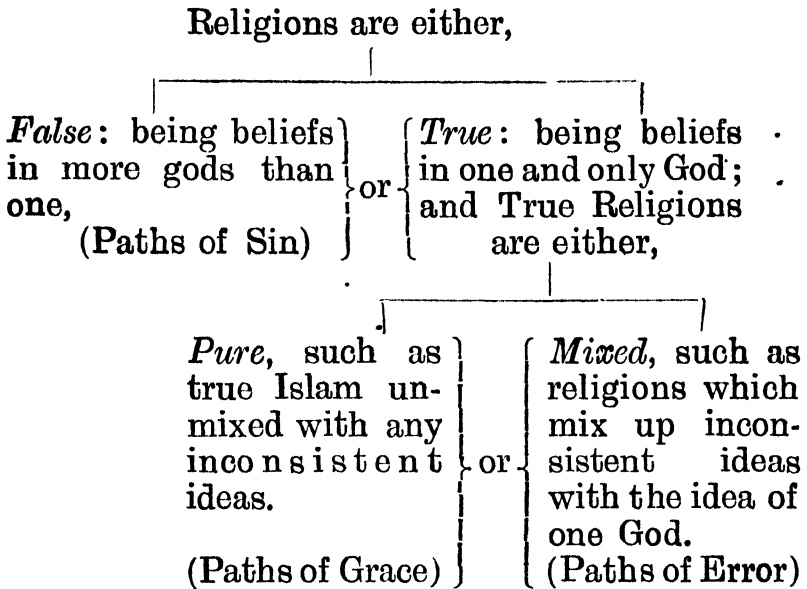 Religions are either,
False: being beliefs
in more gods than
one,
(Paths of Sin)
or
True: being beliefs
in one and only God;
and True Religions
are either,
Pure, such as
true Islam un-
mixed with any
inconsistent
ideas.
(Paths of Grace)
or
Mixed, such as
religions which
mix up incon-
sistent ideas
with the idea of
one God.
(Paths of Error)